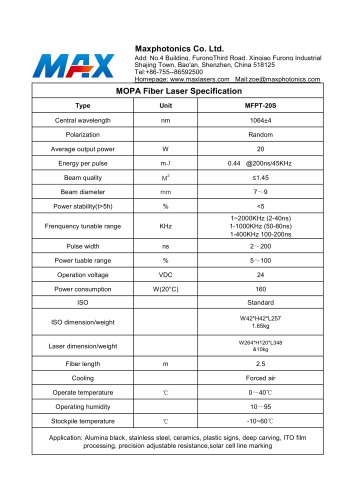 MAX
Maxphotonics Co. Ltd.
Add: No.4 Building, FurongThird Road, Xinqiao Furong Industrial
Shajing Town, Bao'an, Shenzhen, China 518125
Tel:+86-755--86592500
Homepage: www.maxlasers.com Mail:zoe@maxphotonics.com
MOPA Fiber Laser Specification
Type Unit MFPT-20S
Central wavelength nm 1064±4
Polarization Random
Average output power W 20
Energy per pulse mJ 0.44 @200ns/45KHz
Beam quality M² ≤1.45
Beam diameter mm 7～9
Power stability(t>5h) % <5
Frenquency tunable range KHz 1~2000KHz (2-40ns)
1-1000KHz (50-80ns)
1-400KHz 100-200ns
Pulse width ns 2～200
Power tuable range % 5～100
Operation voltage VDC 24
Power consumption W(20°C) 160
ISO Standard
ISO dimension/weight W42*H42*L257
1.65kg
Laser dimension/weight W264*H120*L348
&10kg
Fiber length m 2.5
Cooling Forced air
Operate temperature ℃ 0～40℃
Operating humidity 10～95
Stockpile temperature ℃ -10~60℃
Application: Alumina black, stainless steel, ceramics, plastic signs, deep carving, ITO film
processing, precision adjustable resistance,solar cell line marking